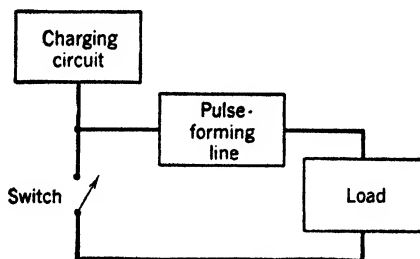 Charging
circuit
Pulse-
forming
line
Switch
Load